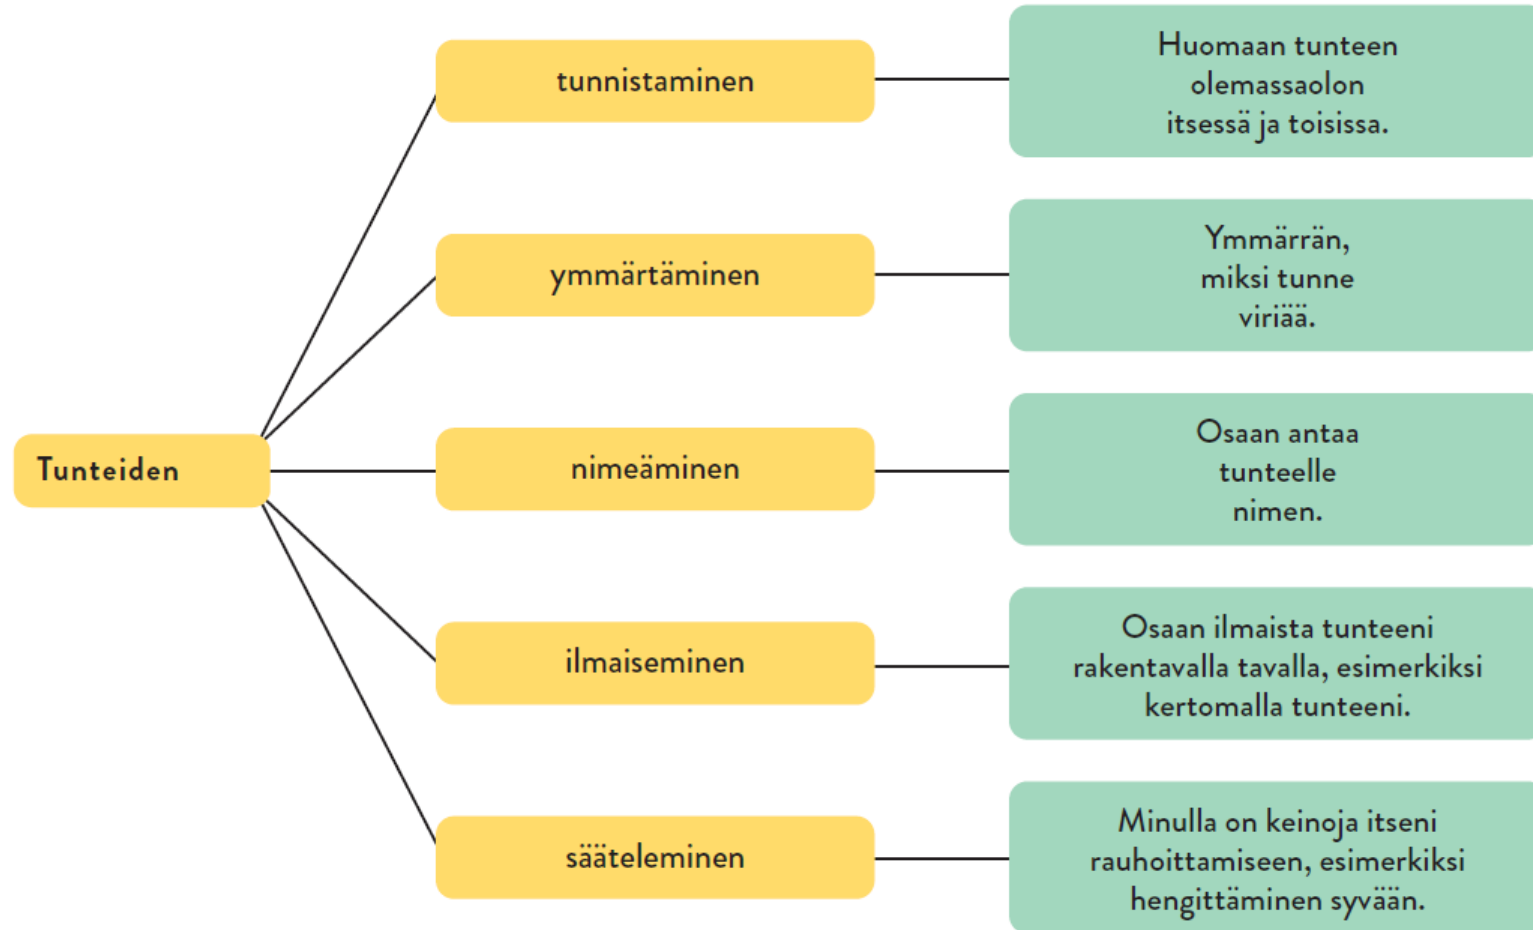 Tunteiden
tunnistaminen
Huomaan tunteen
olemassaolon
itsessä ja toisissa.
ymmärtäminen
Ymmärrän,
miksi tunne
viriää.
nimeäminen
Osaan antaa
tunteelle
nimen.
ilmaiseminen
Osaan ilmaista tunteeni
rakentavalla tavalla, esimerkiksi
kertomalla tunteeni.
sääteleminen
Minulla on keinoja itseni
rauhoittamiseen, esimerkiksi
hengittäminen syvään.